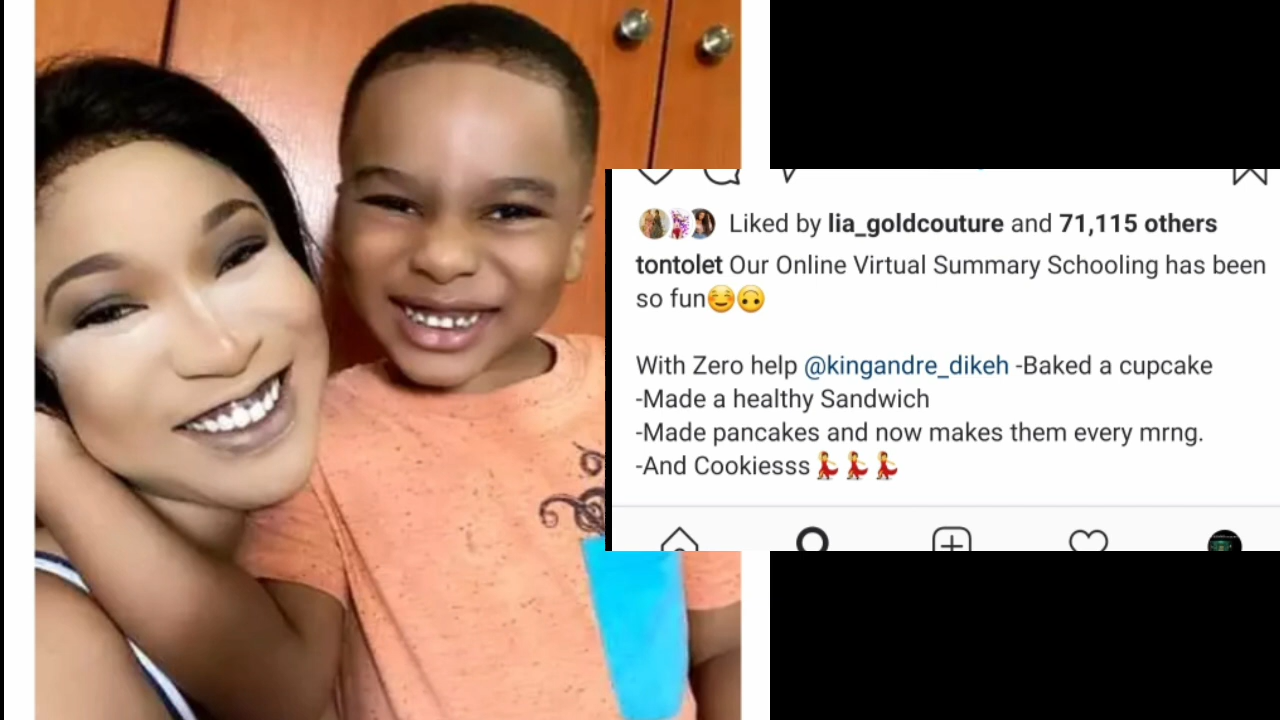 Liked by lia_goldcouture and 71,115 others
tontolet Our Online Virtual Summary Schooling has been
so fun☺️🙃
With Zero help @kingandre_dikeh -Baked a cupcake
-Made a healthy Sandwich
-Made pancakes and now makes them every mrng.
-And Cookiesss💃💃💃